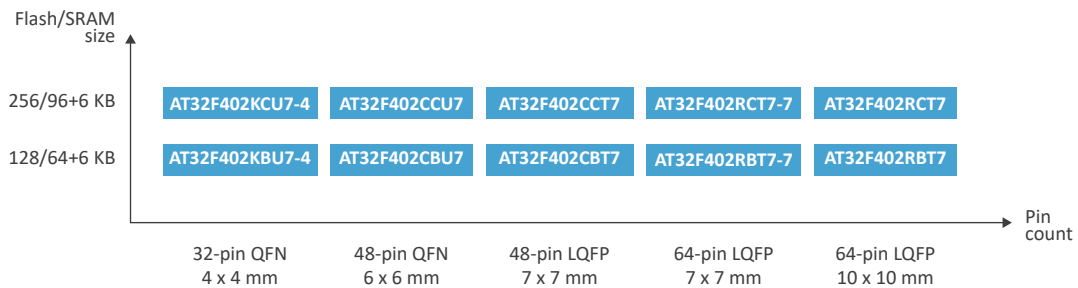 Flash/SRAM
size
256/96+6 KB
AT32F402KCU7-4
AT32F402CCU7
AT32F402CCT7
AT32F402RCT7-7
AT32F402RCT7
128/64+6 KB
AT32F402KBU7-4
AT32F402CBU7
AT32F402CBT7
AT32F402RBT7-7
AT32F402RBT7
Pin
count
32-pin QFN
4 x 4 mm
48-pin QFN
6 x 6 mm
48-pin LQFP
7 x 7 mm
64-pin LQFP
7 x 7 mm
64-pin LQFP
10 x 10 mm